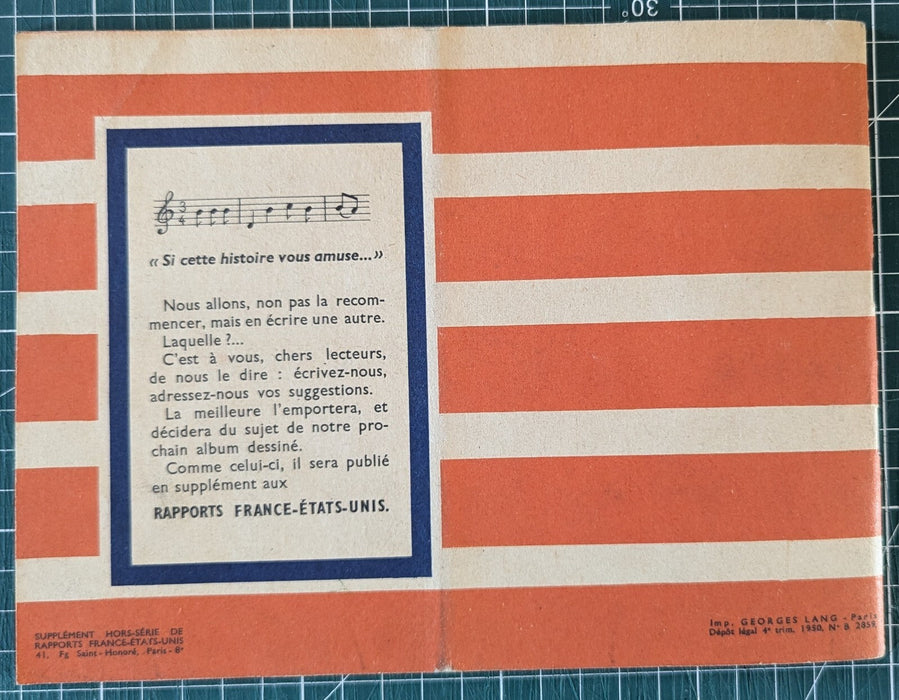 30°
« Si cette histoire vous amuse... »
Nous allons, non pas la recom-
mencer, mais en écrire une autre.
Laquelle ?...
C'est à vous, chers lecteurs,
de nous le dire : écrivez-nous,
adressez-nous vos suggestions.
La meilleure l'emportera, et
décidera du sujet de notre pro-
chain album dessiné.
Comme celui-ci, il sera publié
en supplément aux
RAPPORTS FRANCE-ÉTATS-UNIS.
SUPPLÉMENT HORS-SÉRIE DE
RAPPORTS FRANCE-ÉTATS-UNIS
41, Fg Saint-Honoré, Paris-8e
Imp. GEORGES LANG - Paris
Dépôt légal 4e trim. 1950. No 8 2859.